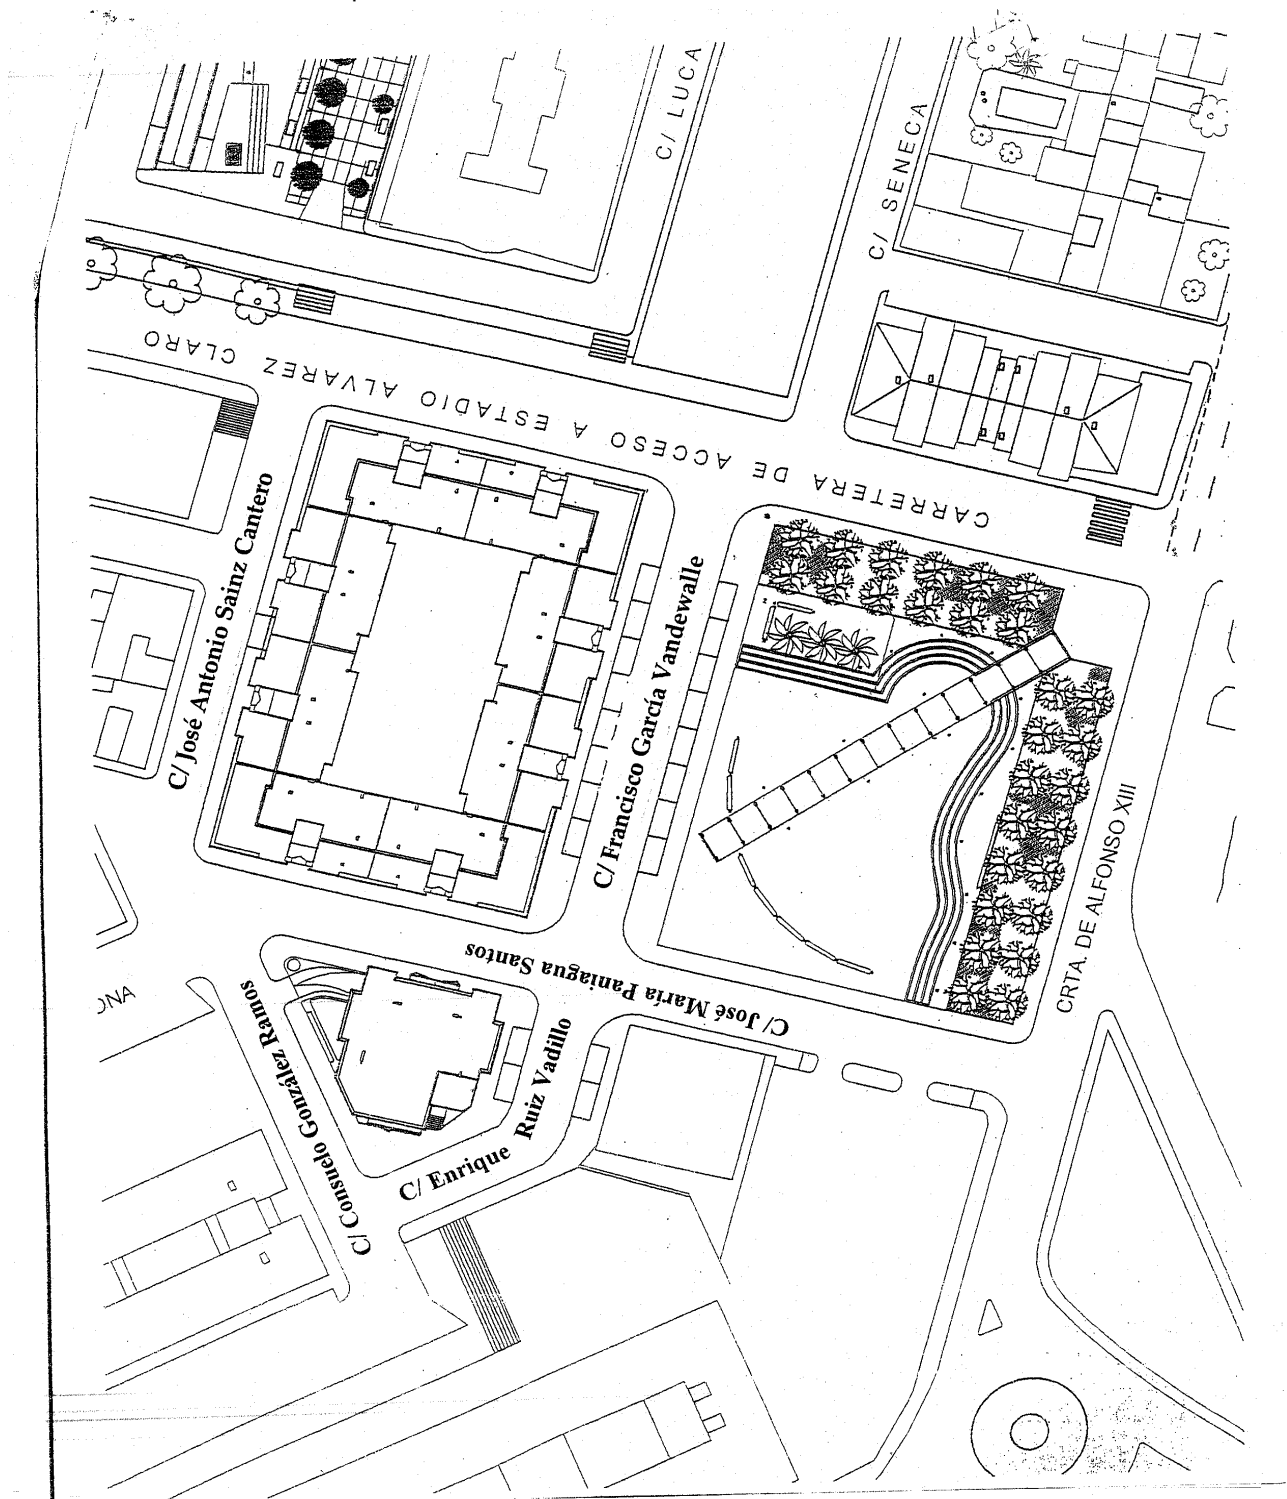 C/ LUCA
C/ SENECA
CARRETERA DE ACCESO A ESTADIO ALVAREZ CLARO
C/ José Antonio Sainz Cantero
C/ Francisco García Vandewalle
CRTA. DE ALFONSO XIII
C/ José María Paniagua Santos
ONA
C/ Consuelo González Ramos
C/ Enrique Ruiz Vadillo